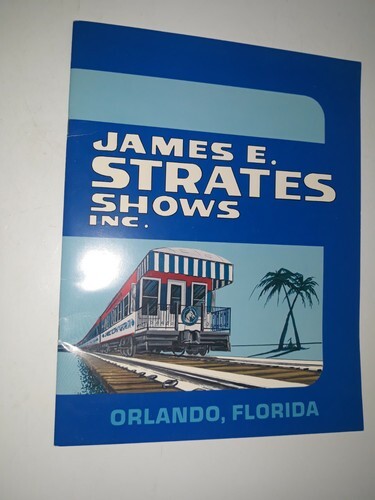 JAMES E.
STRATES
SHOWS
INC.
ORLANDO, FLORIDA